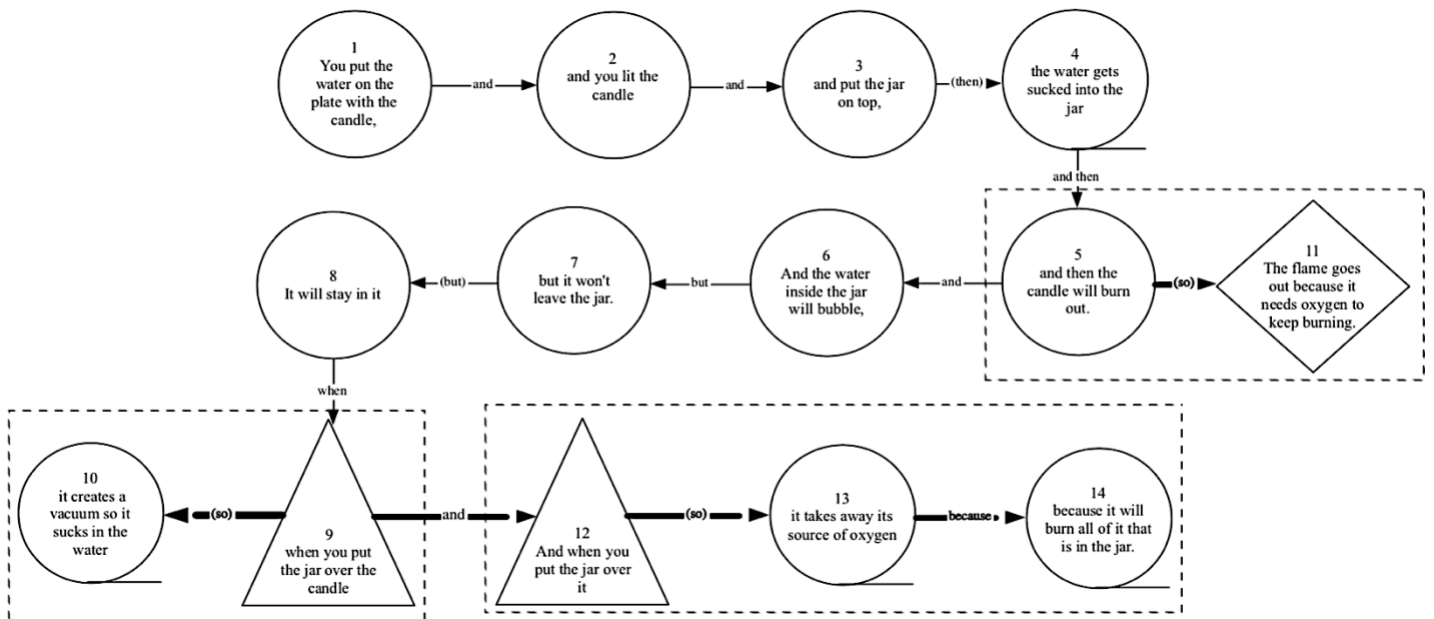 1
You put the
water on the
plate with the
candle,
and
2
and you lit the
candle
and
3
and put the jar
on top,
(then)
4
the water gets
sucked into the
jar
and then
5
and then the
candle will burn
out.
(so)
11
The flame goes
out because it
needs oxygen to
keep burning.
and
6
And the water
inside the jar
will bubble,
but
7
but it won't
leave the jar.
(but)
8
It will stay in it
when
9
when you put
the jar over the
candle
(so)
10
it creates a
vacuum so it
sucks in the
water
and
12
And when you
put the jar over
it
(so)
13
it takes away its
source of oxygen
because
14
because it will
burn all of it that
is in the jar.